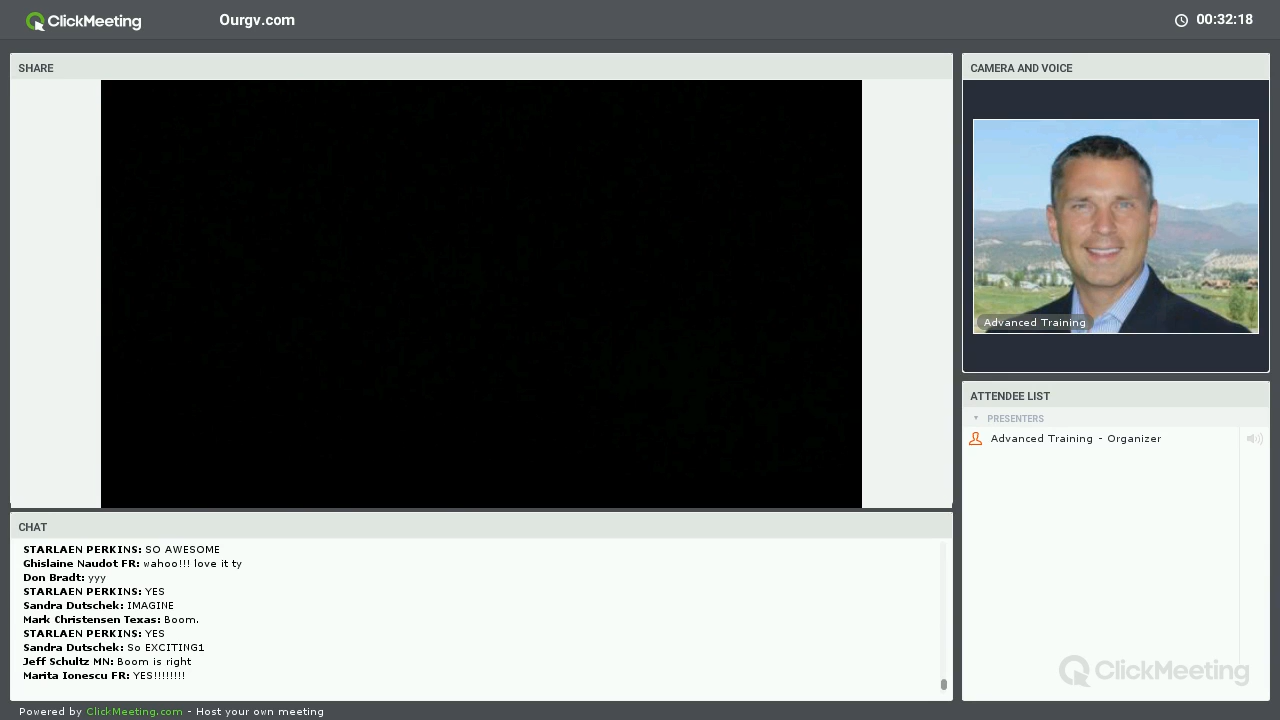 ClickMeeting
Ourgv.com
00:32:18
SHARE
CAMERA AND VOICE
Advanced Training
ATTENDEE LIST
PRESENTERS
Advanced Training - Organizer
CHAT
STARLAEN PERKINS: SO AWESOME
Ghislaine Naudot FR: wahoo!!! love it ty
Don Bradt: yyy
STARLAEN PERKINS: YES
Sandra Dutschek: IMAGINE
Mark Christensen Texas: Boom.
STARLAEN PERKINS: YES
Sandra Dutschek: So EXCITING1
Jeff Schultz MN: Boom is right
Marita Ionescu FR: YES!!!!!!!!
ClickMeeting
Powered by ClickMeeting.com - Host your own meeting